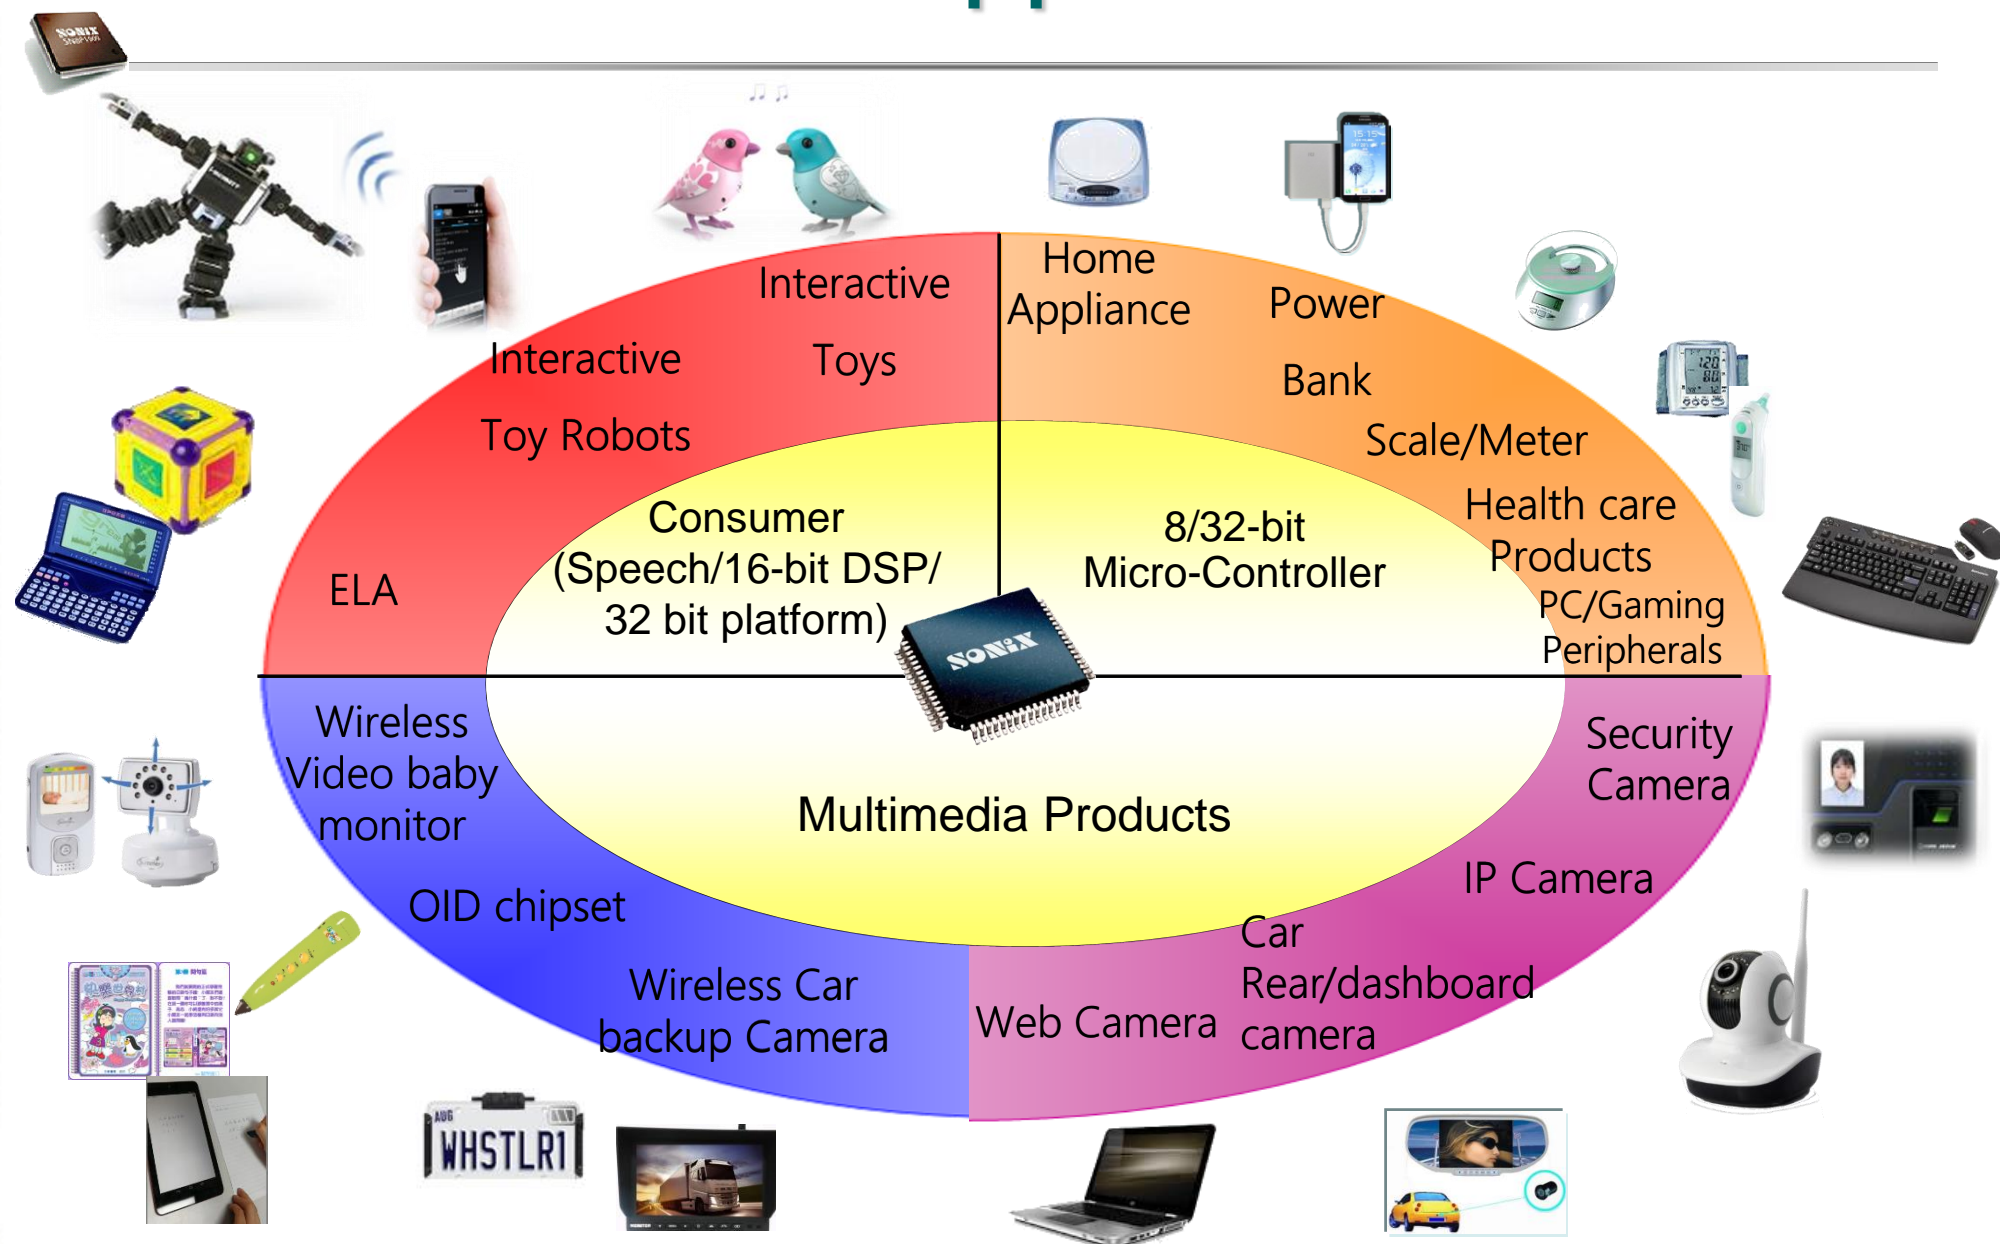 SONIX
Interactive
Toys
Home
Appliance
Power
Bank
Interactive
Toy Robots
Scale/Meter
Health care
Products
PC/Gaming
Peripherals
ELA
Consumer
(Speech/16-bit DSP/
32 bit platform)
8/32-bit
Micro-Controller
SONiX
Multimedia Products
Wireless
Video baby
monitor
Security
Camera
OID chipset
IP Camera
Wireless Car
backup Camera
Web Camera
Car
Rear/dashboard
camera
AUG
WHSTLR1